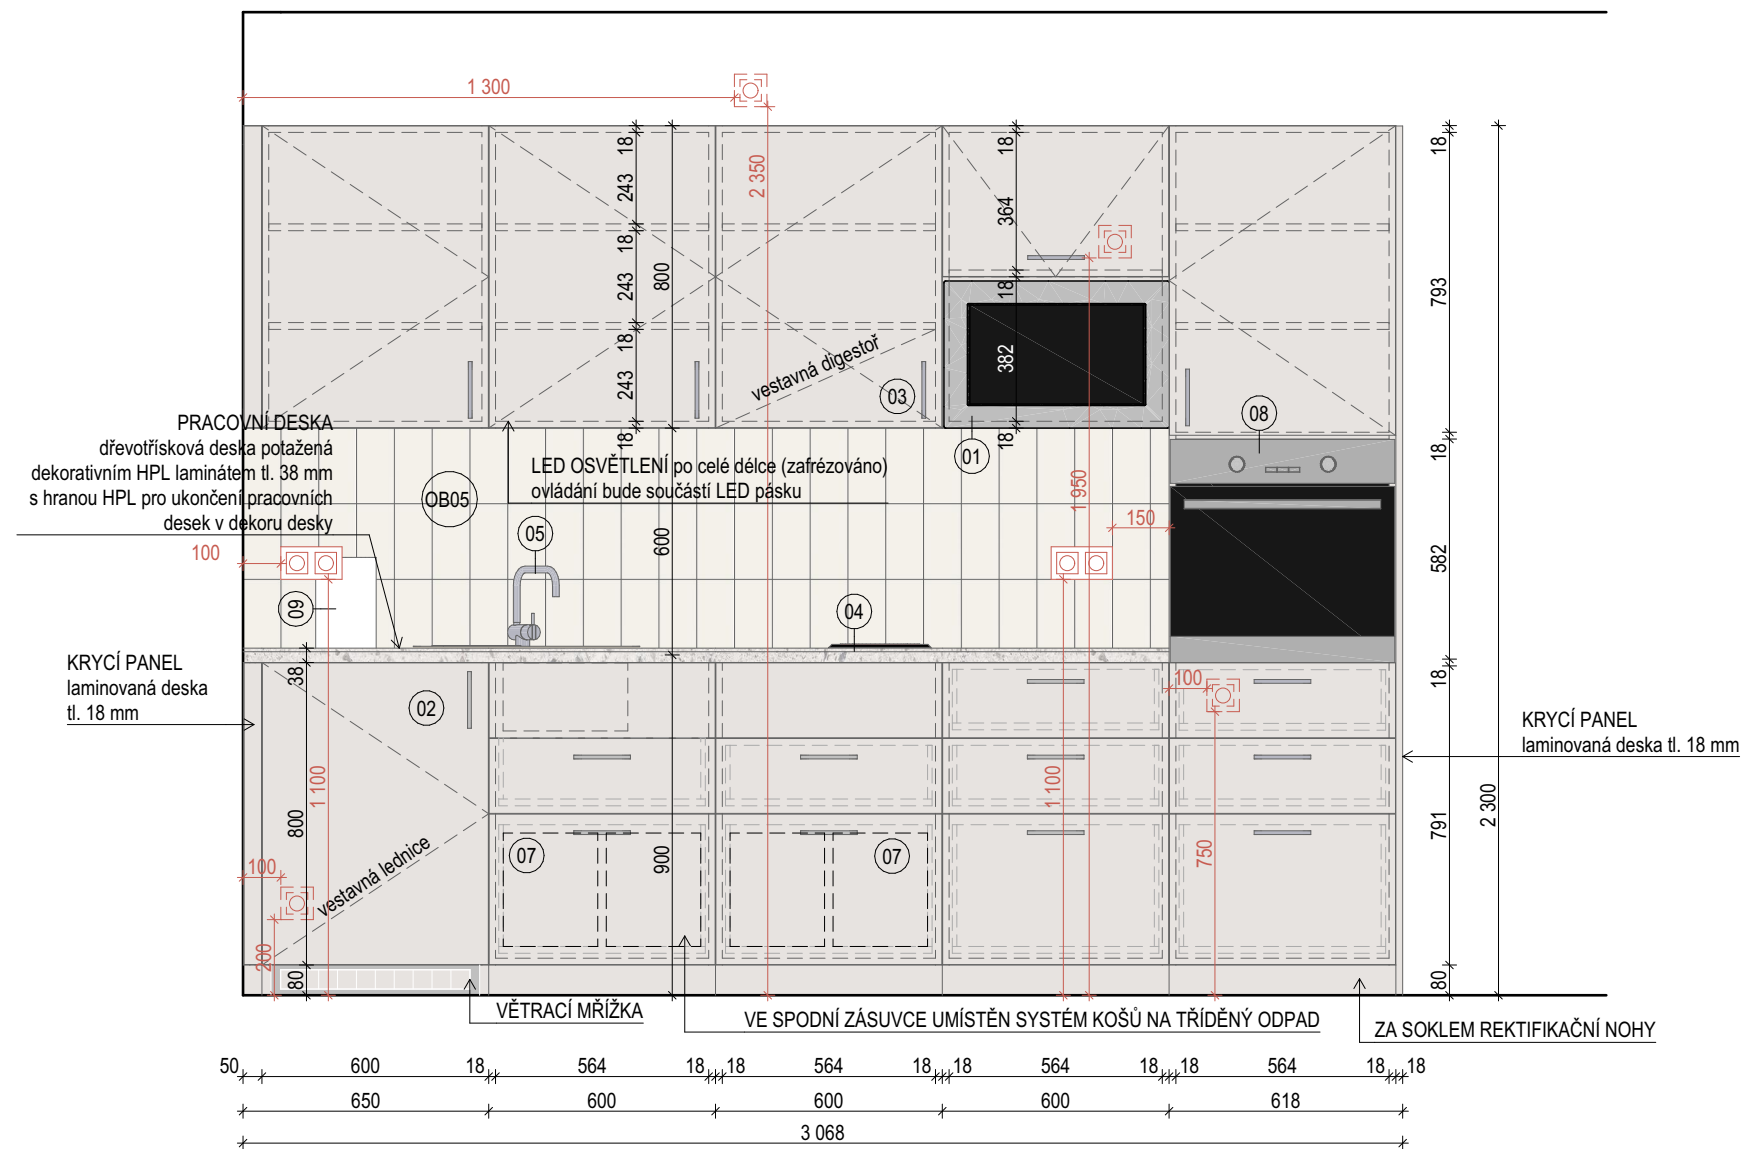 1 300
2 350
18
243
18
243
18
243
18
800
18
364
18
382
18
18
793
18
582
18
791
80
2 300
vestavná digestoř
03
01
08
PRACOVNÍ DESKA
dřevotřísková deska potažená
dekorativním HPL laminátem tl. 38 mm
s hranou HPL pro ukončení pracovních
desek v dekoru desky
LED OSVĚTLENÍ po celé délce (zafrézováno)
ovládání bude součástí LED pásku
OB05
05
600
1 950
150
100
09
04
KRYCÍ PANEL
laminovaná deska
tl. 18 mm
38
02
100
KRYCÍ PANEL
laminovaná deska tl. 18 mm
1 100
1 100
800
900
750
07
07
100
vestavná lednice
200
80
VĚTRACÍ MŘÍŽKA
VE SPODNÍ ZÁSUVCE UMÍSTĚN SYSTÉM KOŠŮ NA TŘÍDĚNÝ ODPAD
ZA SOKLEM REKTIFIKAČNÍ NOHY
50 600 18 564 18 18 564 18 18 564 18 18 564 18 18
650 600 600 600 618
3 068